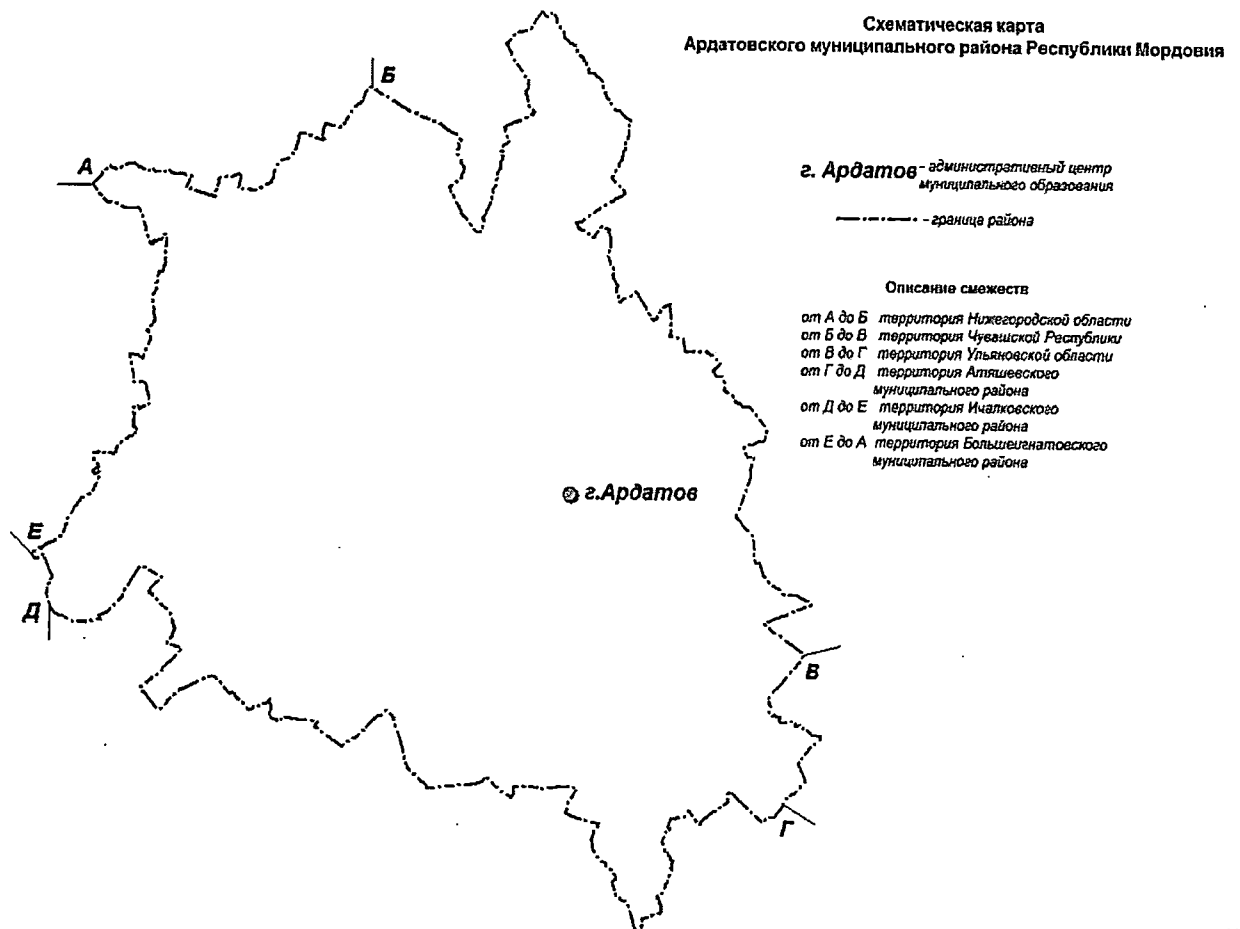 Схематическая карта
Ардатовского муниципального района Республики Мордовия
Б
А
г. Ардатов - административный центр
муниципального образования
- граница района
Описание смежеств
от А до Б территория Нижегородской области
от Б до В территория Чувашской Республики
от В до Г территория Ульяновской области
от Г до Д территория Атяшевского
муниципального района
от Д до Е территория Ичалковского
муниципального района
от Е до А территория Большеигнатовского
муниципального района
г.Ардатов
Е
Д
В
Г